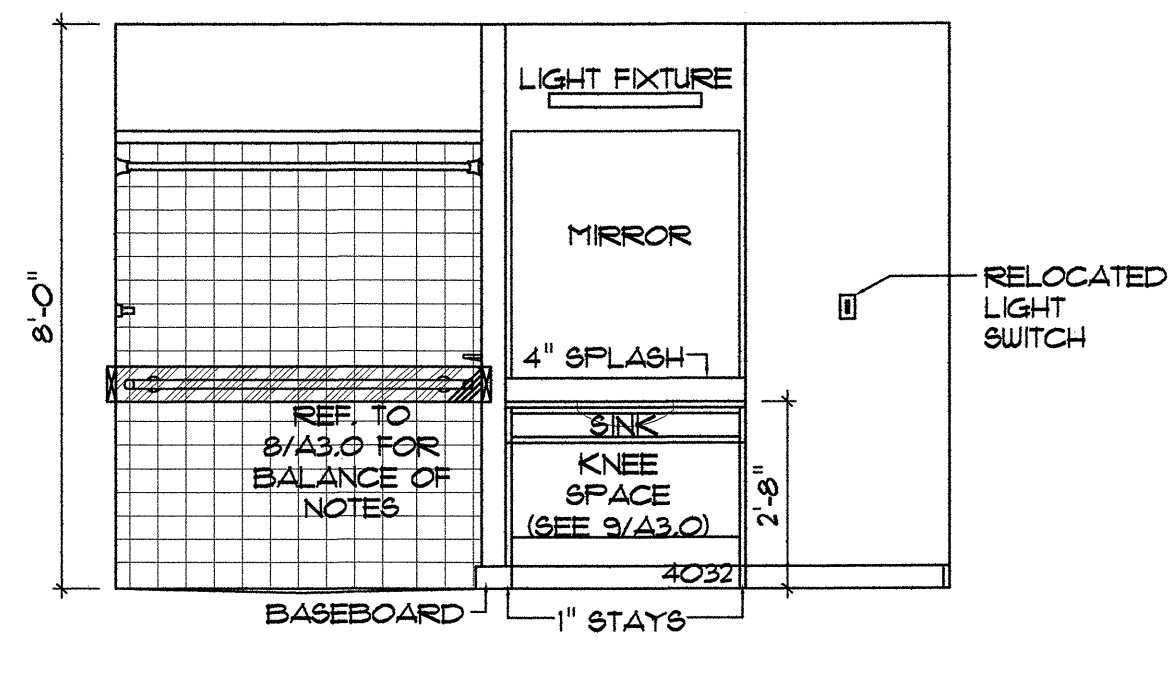 LIGHT FIXTURE
8'-0"
MIRROR
RELOCATED
LIGHT
SWITCH
4" SPLASH
REF. TO
8/A3.0 FOR
BALANCE OF
NOTES
SINK
KNEE
SPACE
(SEE 9/A3.0)
2'-8"
4032
BASEBOARD
1" STAYS